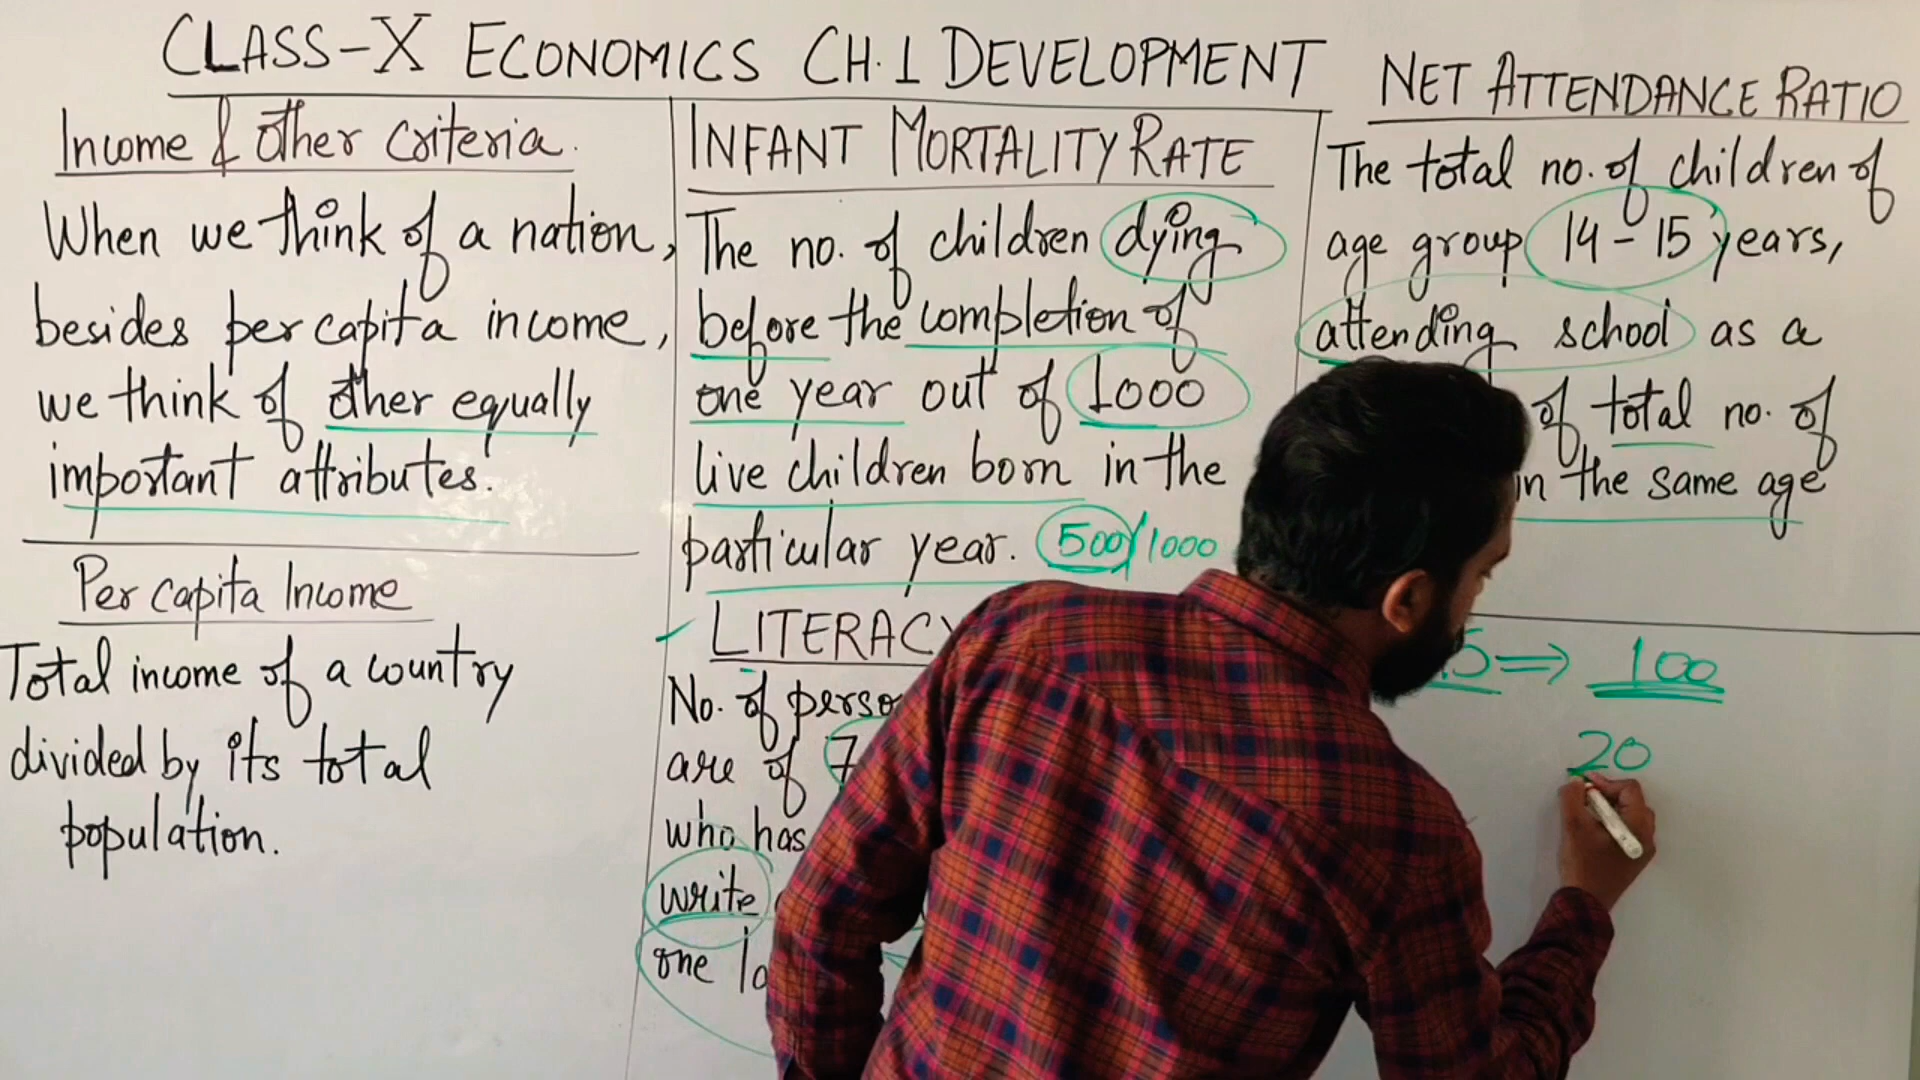 CLASS-X ECONOMICS CH.1 DEVELOPMENT
Income & Other Criteria.
When we think of a nation,
besides per capita income,
we think of other equally
important attributes.
Per capita Income
Total income of a country
divided by its total
population.
INFANT MORTALITY RATE
The no. of children dying
before the completion of
one year out of 1000
live children born in the
particular year. 500/1000
LITERACY
No. of
are of 7
who has
write
one
NET ATTENDANCE RATIO
The total no. of children of
age group 14-15 years,
attending school as a
of total no. of
in the same age
5 ⇒ 100
20